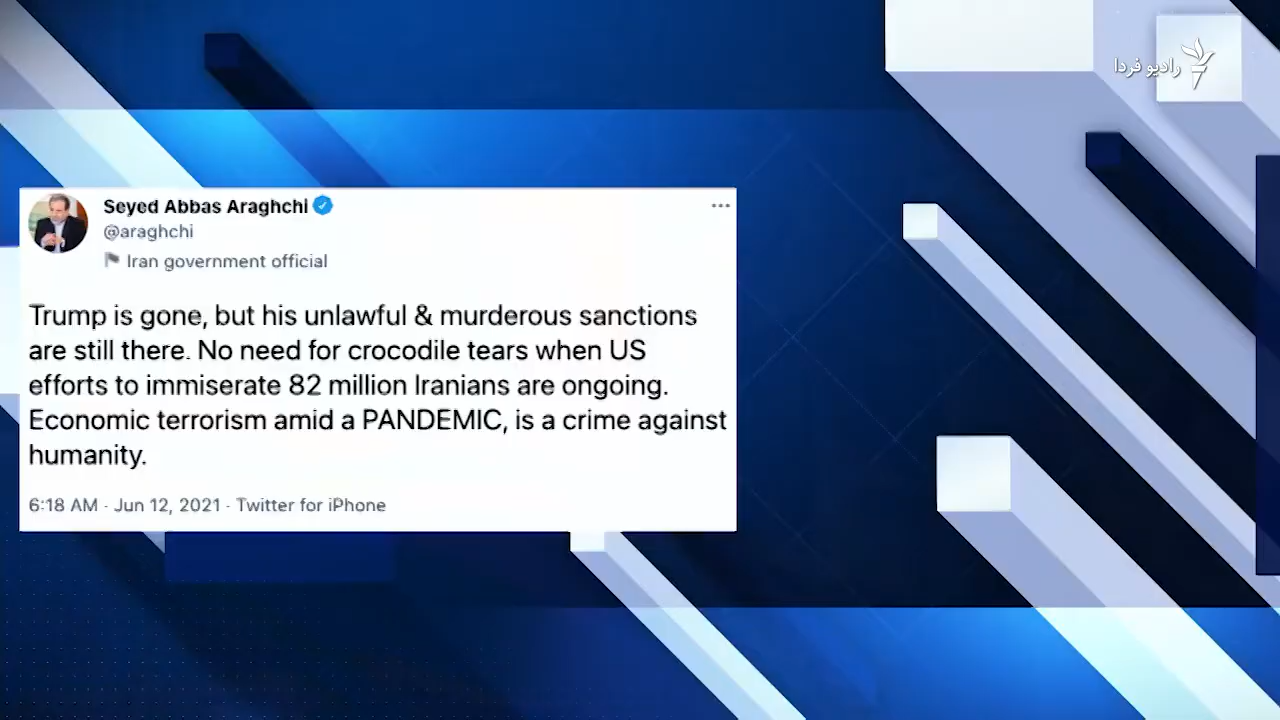 رادیو فردا
Seyed Abbas Araghchi
@araghchi
Iran government official
Trump is gone, but his unlawful & murderous sanctions
are still there. No need for crocodile tears when US
efforts to immiserate 82 million Iranians are ongoing.
Economic terrorism amid a PANDEMIC, is a crime against
humanity.
6:18 AM · Jun 12, 2021 · Twitter for iPhone